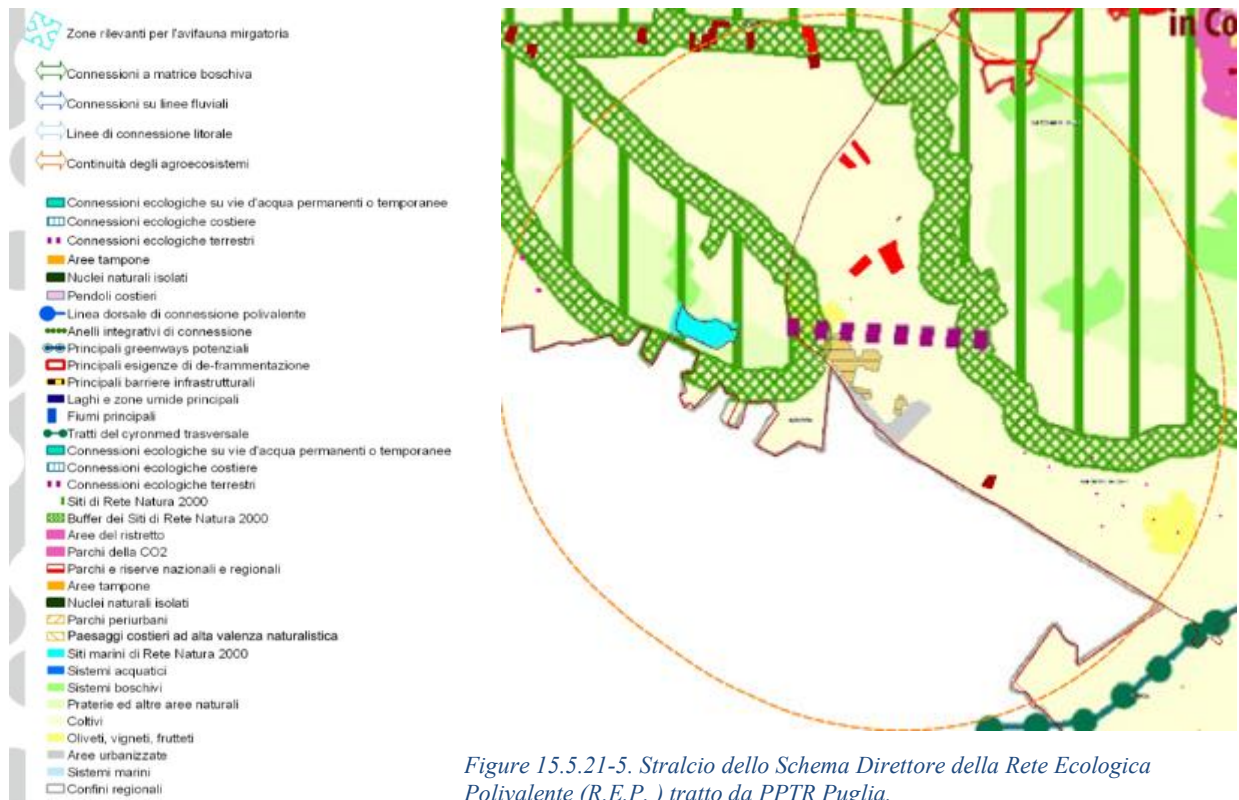 Zone rilevanti per l'avifauna mirgatoria
Connessioni a matrice boschiva
Connessioni su linee fluviali
Linee di connessione litorale
Continuità degli agroecosistemi
Connessioni ecologiche su vie d'acqua permanenti o temporanee
Connessioni ecologiche costiere
Connessioni ecologiche terrestri
Aree tampone
Nuclei naturali isolati
Pendoli costieri
Linea dorsale di connessione polivalente
Anelli integrativi di connessione
Principali greenways potenziali
Principali esigenze di de-frammentazione
Principali barriere infrastrutturali
Laghi e zone umide principali
Fiumi principali
Tratti del cyronmed trasversale
Connessioni ecologiche su vie d'acqua permanenti o temporanee
Connessioni ecologiche costiere
Connessioni ecologiche terrestri
Siti di Rete Natura 2000
Buffer dei Siti di Rete Natura 2000
Aree del ristretto
Parchi della CO2
Parchi e riserve nazionali e regionali
Aree tampone
Nuclei naturali isolati
Parchi periurbani
Paesaggi costieri ad alta valenza naturalistica
Siti marini di Rete Natura 2000
Sistemi acquatici
Sistemi boschivi
Praterie ed altre aree naturali
Coltivi
Oliveti, vigneti, frutteti
Aree urbanizzate
Sistemi marini
Confini regionali
in Co
Figure 15.5.21-5. Stralcio dello Schema Direttore della Rete Ecologica
Polivalente (R.E.P. ) tratto da PPTR Puglia.